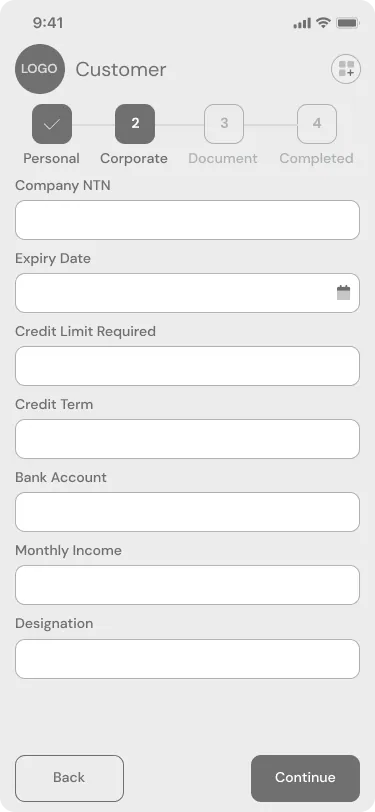 9:41
LOGO Customer
2 3 4
Personal Corporate Document Completed
Company NTN
Expiry Date
Credit Limit Required
Credit Term
Bank Account
Monthly Income
Designation
Back Continue